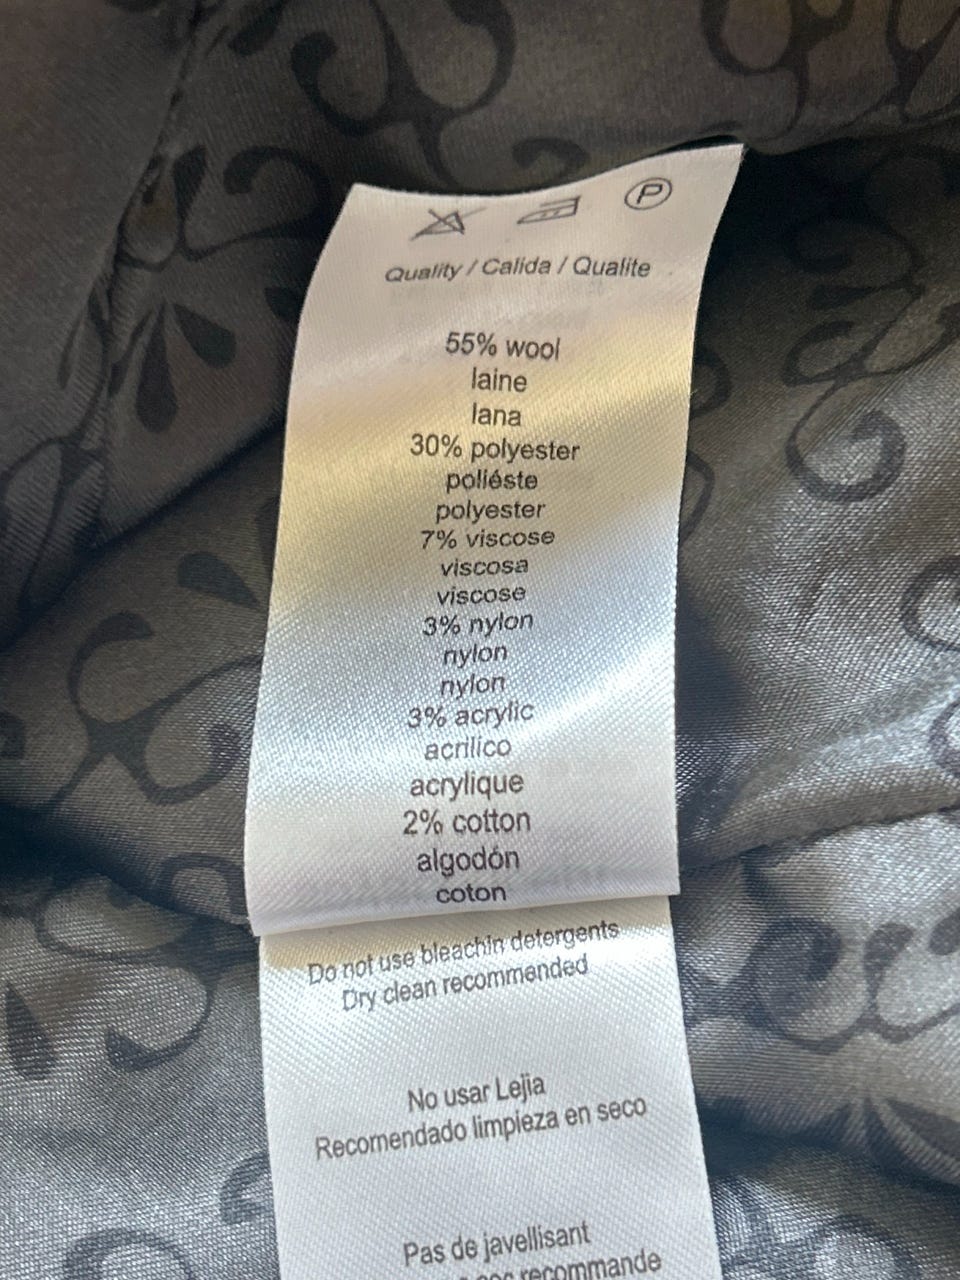 P
Quality / Calida / Qualite
55% wool
laine
lana
30% polyester
poliéste
polyester
7% viscose
viscosa
viscose
3% nylon
nylon
nylon
3% acrylic
acrilico
acrylique
2% cotton
algodón
coton
Do not use bleachin detergents
Dry clean recommended
No usar Lejia
Recomendado limpieza en seco
Pas de javellisant
recommande